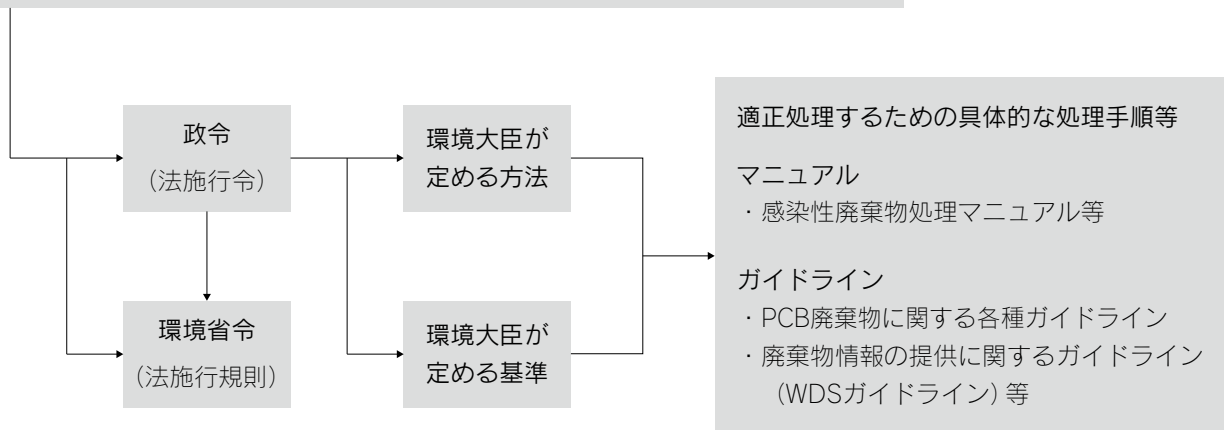 政令
（法施行令）
環境省令
（法施行規則）
環境大臣が
定める方法
環境大臣が
定める基準
適正処理するための具体的な処理手順等
マニュアル
・感染性廃棄物処理マニュアル等
ガイドライン
・PCB廃棄物に関する各種ガイドライン
・廃棄物情報の提供に関するガイドライン
（WDSガイドライン）等